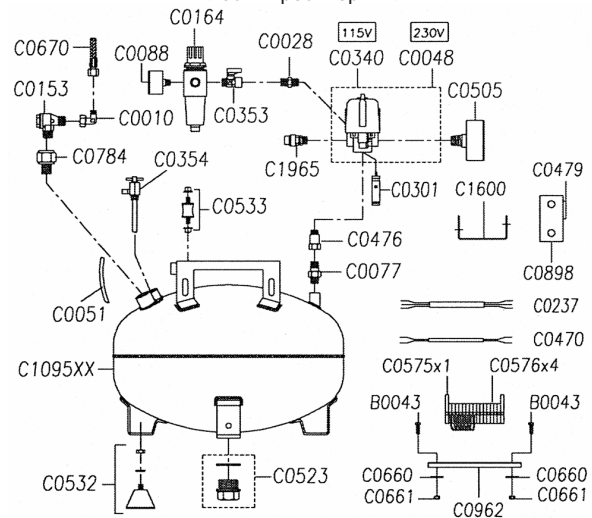 C0164
C0670
C0088
C0028
115V
230V
C0340
C0048
C0153
C0505
C0010
C0353
C0784
C0354
C1965
C0479
C0301
C1600
C0533
C0476
C0898
C0077
C0051
C0237
C0470
C1095XX
C0575x1
C0576x4
B0043
B0043
C0532
C0523
C0660
C0660
C0661
C0661
C0962